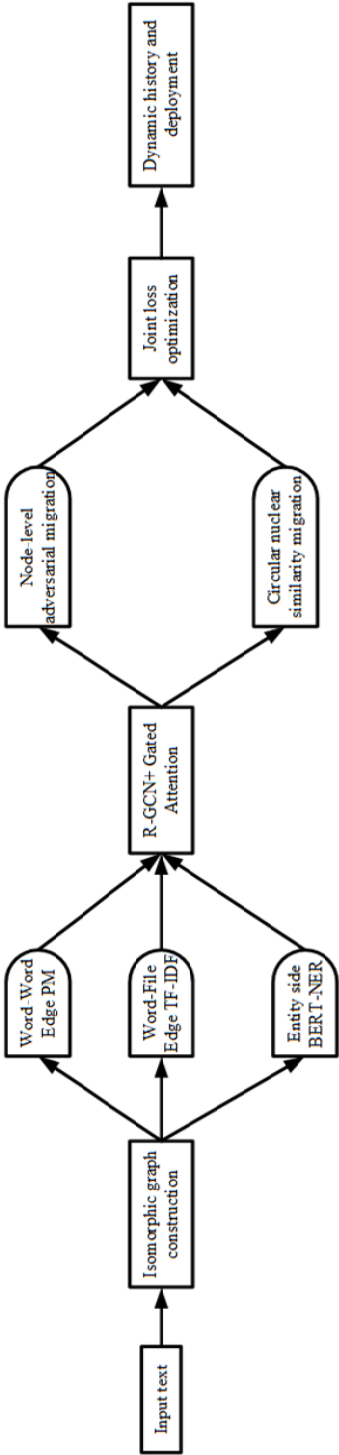 Input text
Isomorphic graph
construction
Word-Word
Edge PM
Word-File
Edge TF-IDF
Entity side
BERT-NER
R-GCN+ Gated
Attention
Node-level
adversarial migration
Circular nuclear
similarity migration
Joint loss
optimization
Dynamic history and
deployment